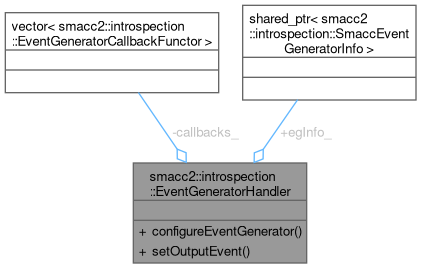 vector< smacc2::introspection
::EventGeneratorCallbackFunctor >
shared_ptr< smacc2
::introspection::SmaccEvent
GeneratorInfo >
-callbacks_
+egInfo_
smacc2::introspection
::EventGeneratorHandler
+ configureEventGenerator()
+ setOutputEvent()